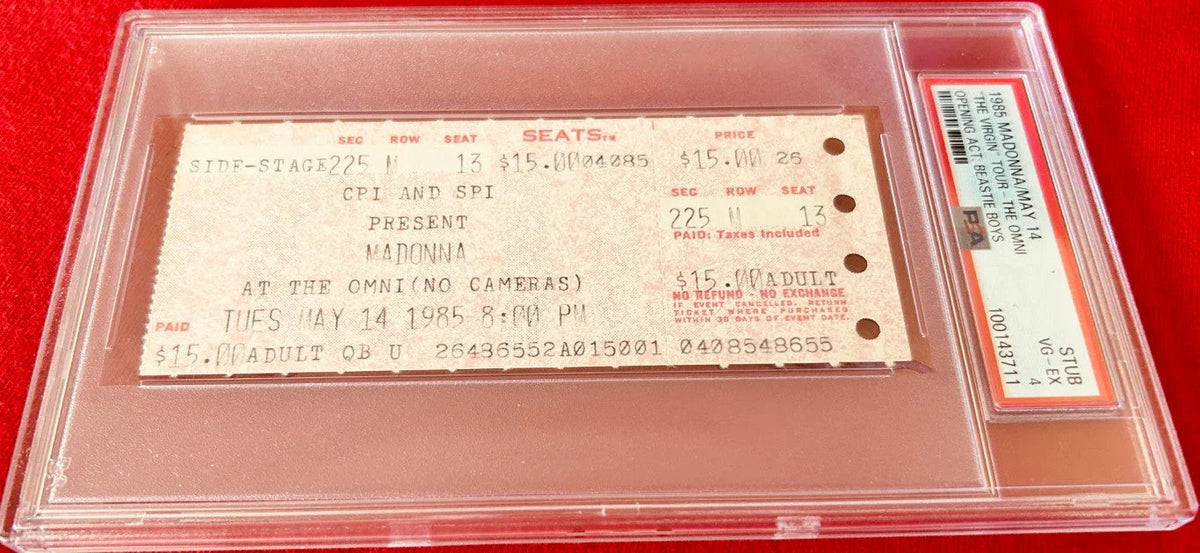 SEC ROW SEAT SEATS TM PRICE
SIDE-STAGE225 N 13 $15.0004085 $15.00 26
CPI AND SPI
PRESENT
MADONNA
AT THE OMNI(NO CAMERAS)
PAID TUES MAY 14 1985 8:00 PM
$15.00ADULT QB U 26486552A015001 0408548655
SEC ROW SEAT
225 N 13
PAID: Taxes Included
$15.00ADULT
NO REFUND - NO EXCHANGE
IF EVENT CANCELLED, RETURN
TICKET WHERE PURCHASED
WITHIN 30 DAYS OF EVENT DATE.
1985 MADONNA/MAY 14
"THE VIRGIN" TOUR - THE OMNI
OPENING ACT: BEASTIE BOYS
PSA
STUB
VG-EX 4
100143711